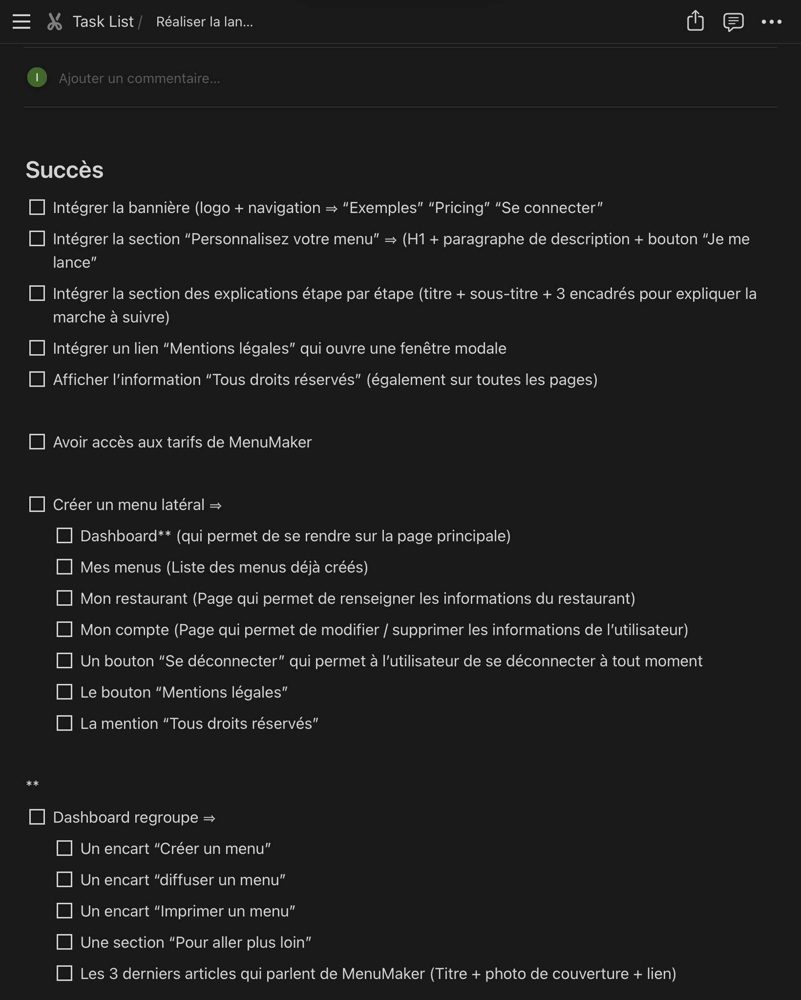 Task List / Réaliser la lan...
I Ajouter un commentaire...
Succès
Intégrer la bannière (logo + navigation ⇒ “Exemples” “Pricing” “Se connecter”
Intégrer la section “Personnalisez votre menu” ⇒ (H1 + paragraphe de description + bouton “Je me
lance”
Intégrer la section des explications étape par étape (titre + sous-titre + 3 encadrés pour expliquer la
marche à suivre)
Intégrer un lien “Mentions légales” qui ouvre une fenêtre modale
Afficher l’information “Tous droits réservés” (également sur toutes les pages)
Avoir accès aux tarifs de MenuMaker
Créer un menu latéral ⇒
Dashboard** (qui permet de se rendre sur la page principale)
Mes menus (Liste des menus déjà créés)
Mon restaurant (Page qui permet de renseigner les informations du restaurant)
Mon compte (Page qui permet de modifier / supprimer les informations de l’utilisateur)
Un bouton “Se déconnecter” qui permet à l’utilisateur de se déconnecter à tout moment
Le bouton “Mentions légales”
La mention “Tous droits réservés”
**
Dashboard regroupe ⇒
Un encart “Créer un menu”
Un encart “diffuser un menu”
Un encart “Imprimer un menu”
Une section “Pour aller plus loin”
Les 3 derniers articles qui parlent de MenuMaker (Titre + photo de couverture + lien)